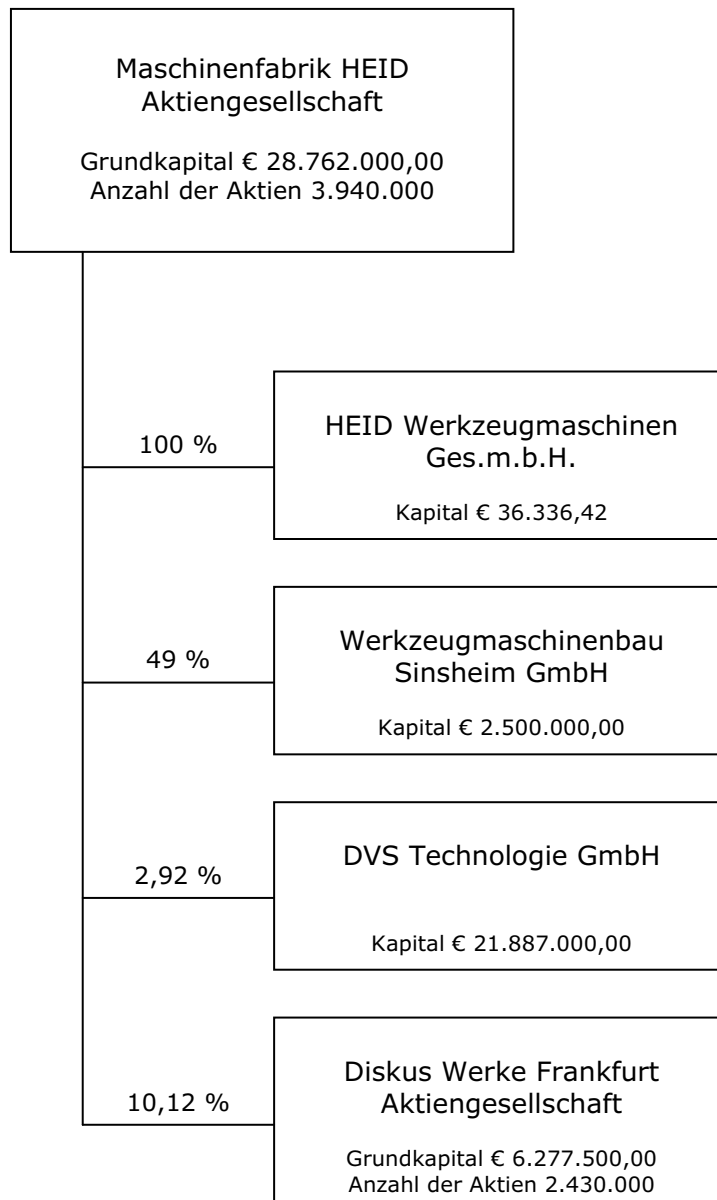 Maschinenfabrik HEID
Aktiengesellschaft
Grundkapital € 28.762.000,00
Anzahl der Aktien 3.940.000
100 %
HEID Werkzeugmaschinen
Ges.m.b.H.
Kapital € 36.336,42
49 %
Werkzeugmaschinenbau
Sinsheim GmbH
Kapital € 2.500.000,00
2,92 %
DVS Technologie GmbH
Kapital € 21.887.000,00
10,12 %
Diskus Werke Frankfurt
Aktiengesellschaft
Grundkapital € 6.277.500,00
Anzahl der Aktien 2.430.000